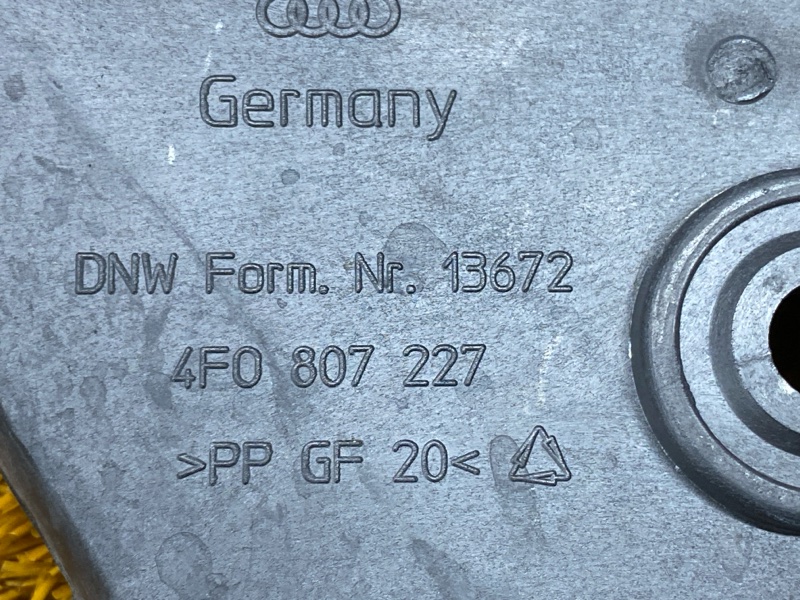 Germany
DNW Form. Nr. 13672
4F0 807 227
>PP GF 20<